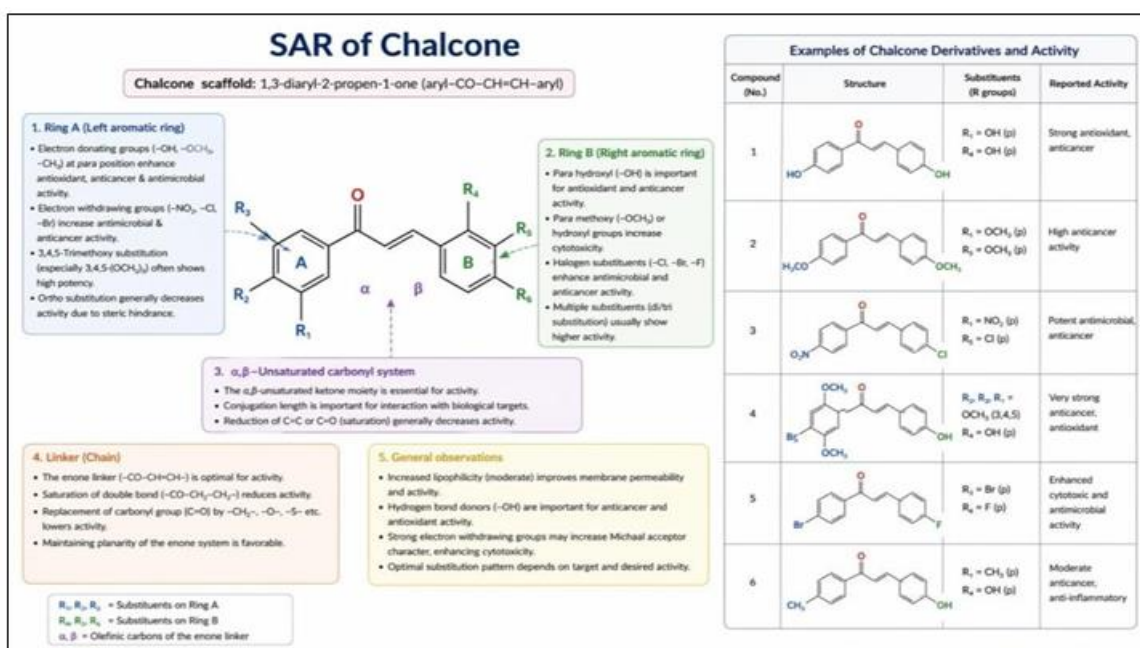 SAR of Chalcone
Chalcone scaffold: 1,3-diaryl-2-propen-1-one (aryl–CO–CH=CH–aryl)
1. Ring A (Left aromatic ring)
• Electron donating groups (–OH, –OCH₃,
–CH₃) at para position enhance
antioxidant, anticancer & antimicrobial
activity.
• Electron withdrawing groups (–NO₂, –Cl,
–Br) increase antimicrobial &
anticancer activity.
• 3,4,5-Trimethoxy substitution
(especially 3,4,5-(OCH₃)₃) often shows
high potency.
• Ortho substitution generally decreases
activity due to steric hindrance.
O
R₃
A
R₂
R₁
α
β
R₄
R₅
B
R₆
2. Ring B (Right aromatic ring)
• Para hydroxyl (–OH) is important
for antioxidant and anticancer
activity.
• Para methoxy (–OCH₃) or
hydroxyl groups increase
cytotoxicity.
• Halogen substituents (–Cl, –Br, –F)
enhance antimicrobial and
anticancer activity.
• Multiple substituents (di/tri
substitution) usually show
higher activity.
3. α,β–Unsaturated carbonyl system
• The α,β-unsaturated ketone moiety is essential for activity.
• Conjugation length is important for interaction with biological targets.
• Reduction of C=C or C=O (saturation) generally decreases activity.
4. Linker (Chain)
• The enone linker (–CO–CH=CH–) is optimal for activity.
• Saturation of double bond (–CO–CH₂–CH₂–) reduces activity.
• Replacement of carbonyl group (C=O) by –CH₂–, –O–, –S– etc.
lowers activity.
• Maintaining planarity of the enone system is favorable.
5. General observations
• Increased lipophilicity (moderate) improves membrane permeability
and activity.
• Hydrogen bond donors (–OH) are important for anticancer and
antioxidant activity.
• Strong electron withdrawing groups may increase Michael acceptor
character, enhancing cytotoxicity.
• Optimal substitution pattern depends on target and desired activity.
R₁, R₂, R₃ = Substituents on Ring A
= Substituents on Ring B
α, β = Olefinic carbons of the enone linker
Examples of Chalcone Derivatives and Activity
Compound (No.) Structure Substituents (R groups) Reported Activity
1
O
HO
OH
R₁ = OH (p)
R₄ = OH (p)
Strong antioxidant,
anticancer
2
O
H₃CO
OCH₃
R₁ = OCH₃ (p)
R₅ = OCH₃ (p)
High anticancer
activity
3
O
O₂N
Cl
R₁ = NO₂ (p)
R₅ = Cl (p)
Potent antimicrobial,
anticancer
4
OCH₃
O
OH
OCH₃
OCH₃ (3,4,5)
R₄ = OH (p)
Very strong
anticancer,
antioxidant
5
O
Br
F
= Br (p)
= F (p)
Enhanced
cytotoxic and
antimicrobial
activity
6
O
CH₃
OH
R₁ = CH₃ (p)
R₄ = OH (p)
Moderate
anticancer,
anti-inflammatory